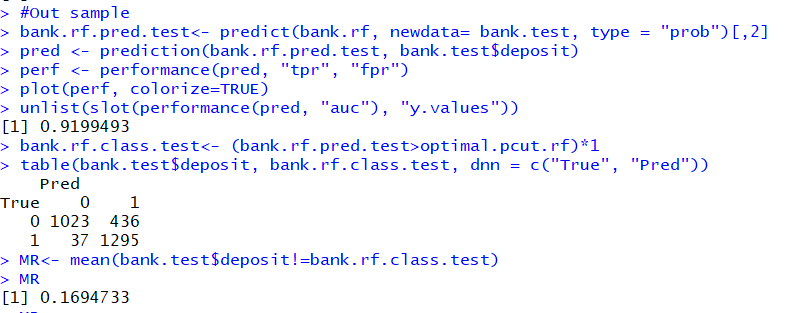 > #Out sample
> bank.rf.pred.test<- predict(bank.rf, newdata= bank.test, type = "prob")[,2]
> pred <- prediction(bank.rf.pred.test, bank.test$deposit)
> perf <- performance(pred, "tpr", "fpr")
> plot(perf, colorize=TRUE)
> unlist(slot(performance(pred, "auc"), "y.values"))
[1] 0.9199493
> bank.rf.class.test<- (bank.rf.pred.test>optimal.pcut.rf)*1
> table(bank.test$deposit, bank.rf.class.test, dnn = c("True", "Pred"))
    Pred
True    0    1
   0 1023  436
   1   37 1295
> MR<- mean(bank.test$deposit!=bank.rf.class.test)
> MR
[1] 0.1694733